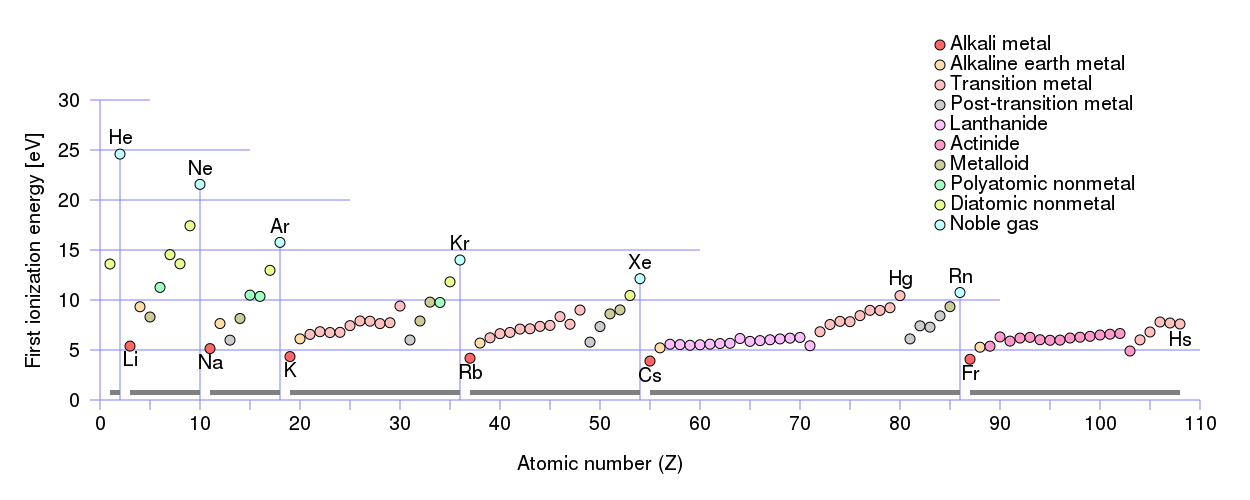 Alkali metal
Alkaline earth metal
Transition metal
Post-transition metal
Lanthanide
Actinide
Metalloid
Polyatomic nonmetal
Diatomic nonmetal
Noble gas
First ionization energy [eV]
30
25
20
15
10
5
0
He
Ne
Ar
Kr
Xe
Hg
Rn
Li
Na
K
Rb
Cs
Fr
Hs
0 10 20 30 40 50 60 70 80 90 100 110
Atomic number (Z)